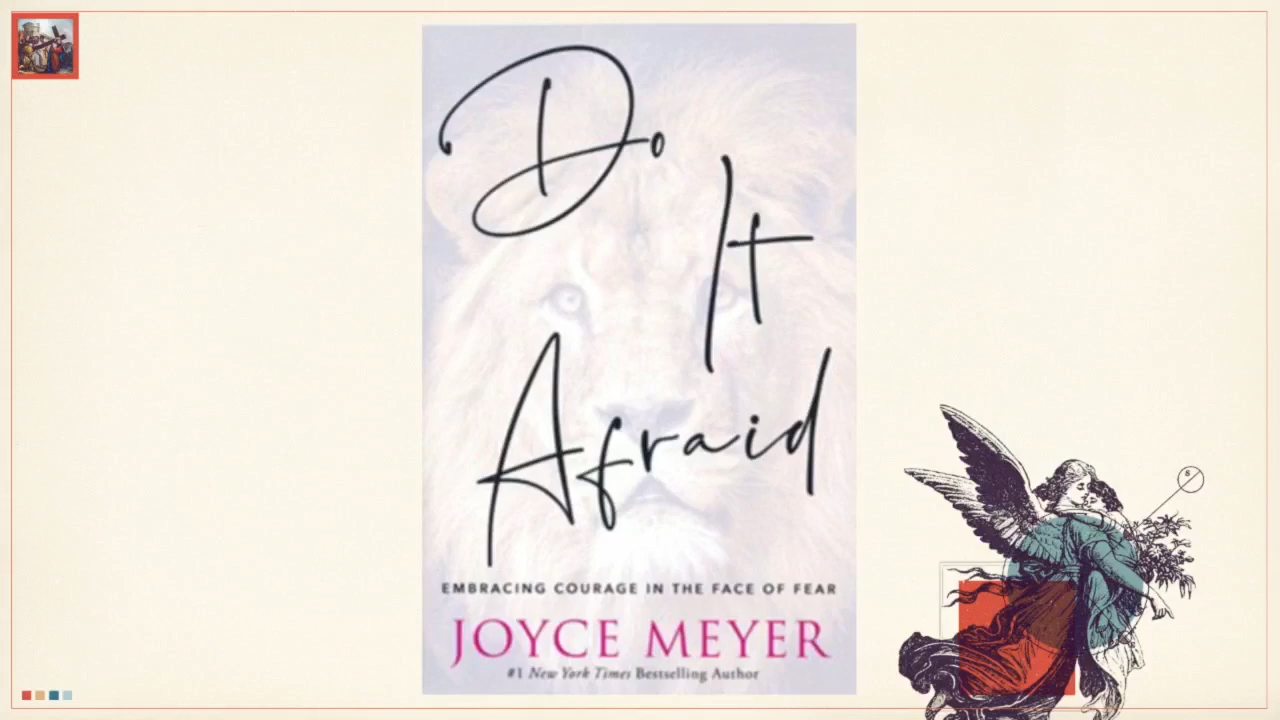 Do
It
Afraid
EMBRACING COURAGE IN THE FACE OF FEAR
JOYCE MEYER
#1 New York Times Bestselling Author